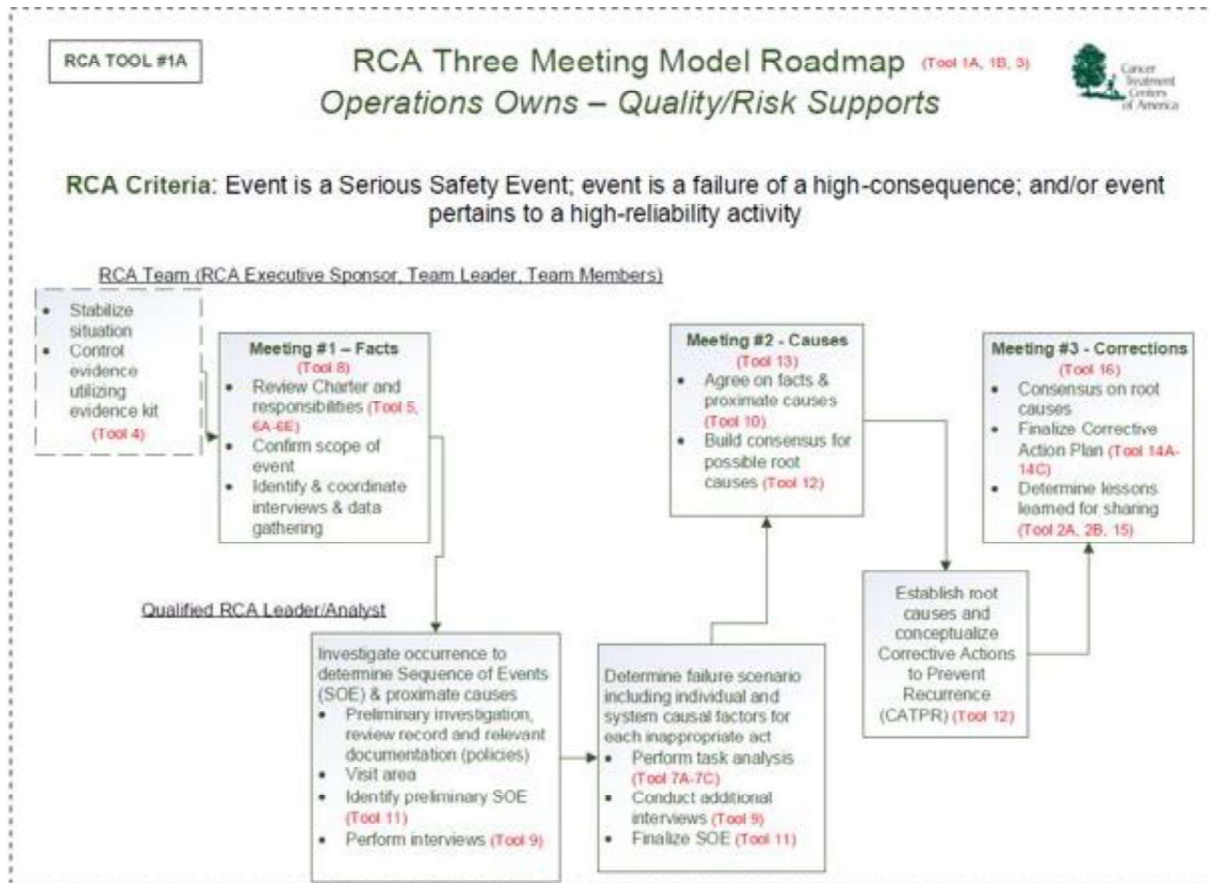 RCA TOOL #1A
RCA Three Meeting Model Roadmap (Tool 1A, 1B, 3)
Operations Owns – Quality/Risk Supports
Cancer
Treatment
Centers
of America
RCA Criteria: Event is a Serious Safety Event; event is a failure of a high-consequence; and/or event
pertains to a high-reliability activity
RCA Team (RCA Executive Sponsor, Team Leader, Team Members)
• Stabilize
situation
• Control
evidence
utilizing
evidence kit
(Tool 4)
Meeting #1 – Facts
(Tool 8)
• Review Charter and
responsibilities (Tool 5,
6A-6E)
• Confirm scope of
event
• Identify & coordinate
interviews & data
gathering
Meeting #2 - Causes
(Tool 13)
• Agree on facts &
proximate causes
(Tool 10)
• Build consensus for
possible root
causes (Tool 12)
Meeting #3 - Corrections
(Tool 16)
• Consensus on root
causes
• Finalize Corrective
Action Plan (Tool 14A-
14C)
• Determine lessons
learned for sharing
(Tool 2A, 2B, 15)
Qualified RCA Leader/Analyst
Investigate occurrence to
determine Sequence of Events
(SOE) & proximate causes
• Preliminary investigation,
review record and relevant
documentation (policies)
• Visit area
• Identify preliminary SOE
(Tool 11)
• Perform interviews (Tool 9)
Determine failure scenario
including individual and
system causal factors for
each inappropriate act
• Perform task analysis
(Tool 7A-7C)
• Conduct additional
interviews (Tool 9)
• Finalize SOE (Tool 11)
Establish root
causes and
conceptualize
Corrective Actions
to Prevent
Recurrence
(CATPR) (Tool 12)